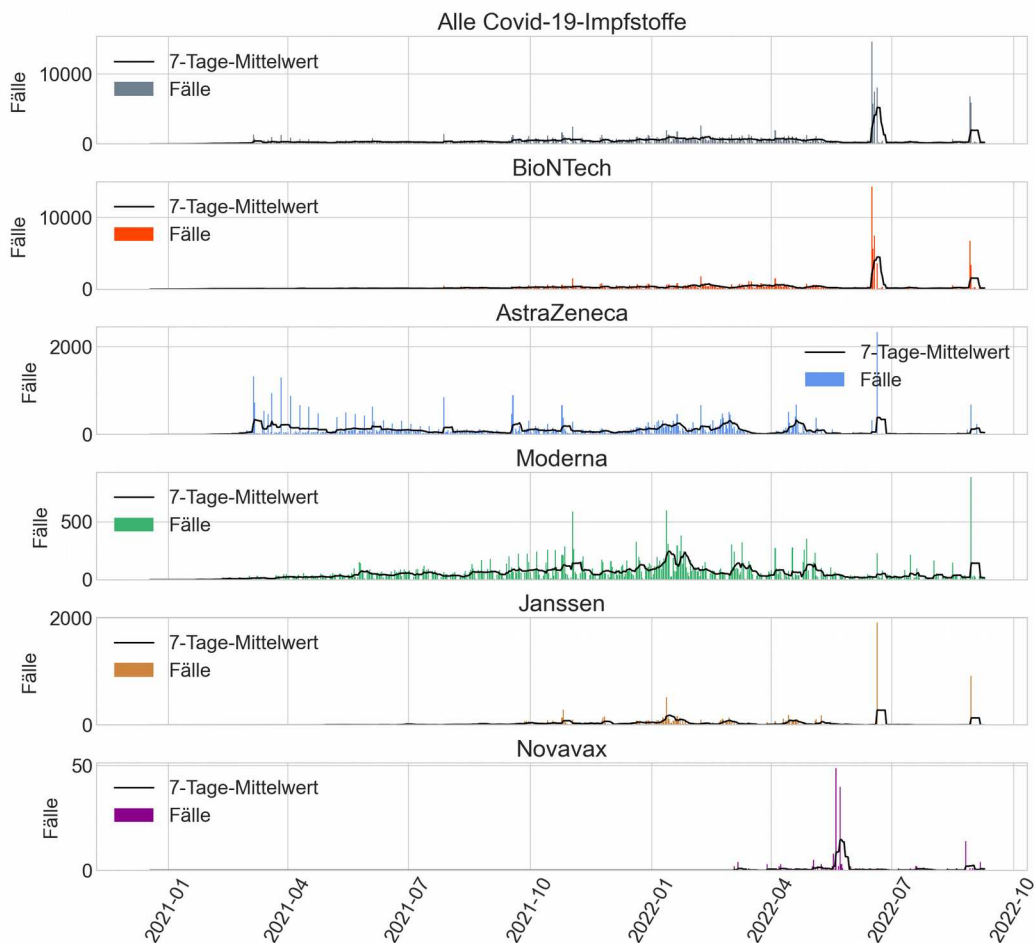 Alle Covid-19-Impfstoffe
Fälle
10000
0
7-Tage-Mittelwert
Fälle
BioNTech
Fälle
10000
0
7-Tage-Mittelwert
Fälle
AstraZeneca
Fälle
2000
0
7-Tage-Mittelwert
Fälle
Moderna
Fälle
500
0
7-Tage-Mittelwert
Fälle
Janssen
Fälle
2000
0
7-Tage-Mittelwert
Fälle
Novavax
Fälle
50
0
7-Tage-Mittelwert
Fälle
2021-01
2021-04
2021-07
2021-10
2022-01
2022-04
2022-07
2022-10